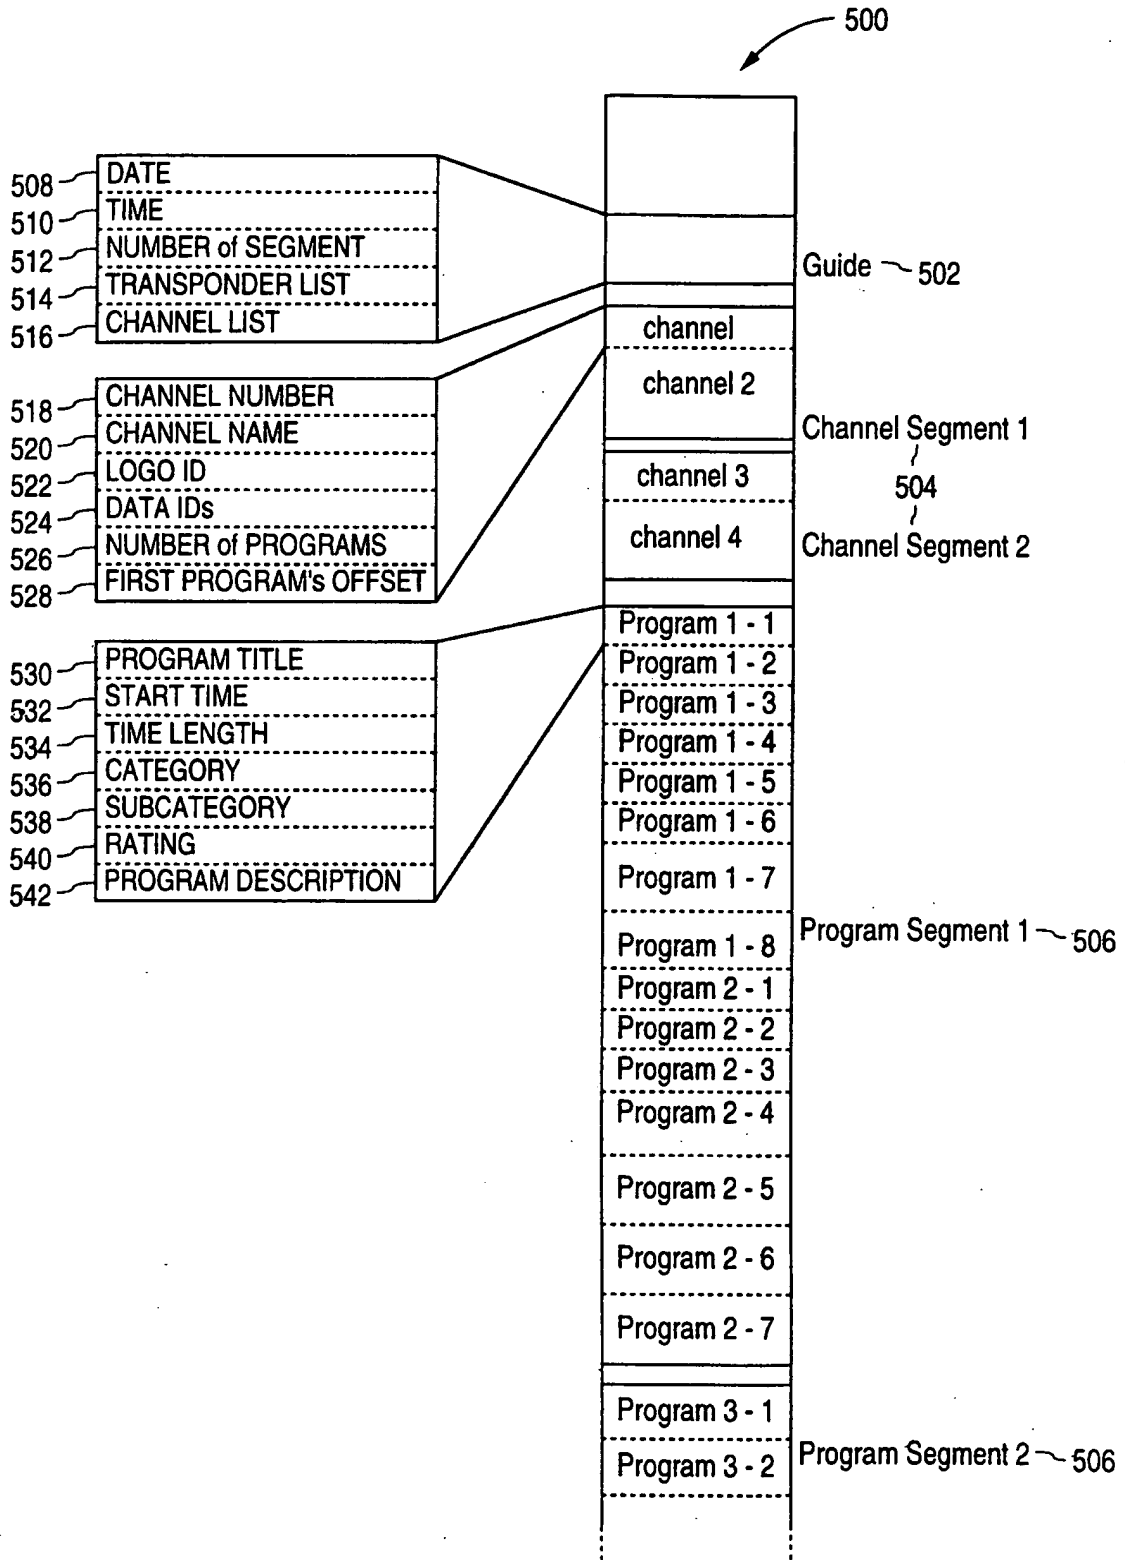 500
508 DATE
510 TIME
512 NUMBER of SEGMENT
514 TRANSPONDER LIST
516 CHANNEL LIST
Guide 502
518 CHANNEL NUMBER
520 CHANNEL NAME
522 LOGO ID
524 DATA IDs
526 NUMBER of PROGRAMS
528 FIRST PROGRAM's OFFSET
channel
channel 2
Channel Segment 1
504
channel 3
channel 4
Channel Segment 2
530 PROGRAM TITLE
532 START TIME
534 TIME LENGTH
536 CATEGORY
538 SUBCATEGORY
540 RATING
542 PROGRAM DESCRIPTION
Program 1 - 1
Program 1 - 2
Program 1 - 3
Program 1 - 4
Program 1 - 5
Program 1 - 6
Program 1 - 7
Program 1 - 8
Program Segment 1 506
Program 2 - 1
Program 2 - 2
Program 2 - 3
Program 2 - 4
Program 2 - 5
Program 2 - 6
Program 2 - 7
Program 3 - 1
Program 3 - 2
Program Segment 2 506